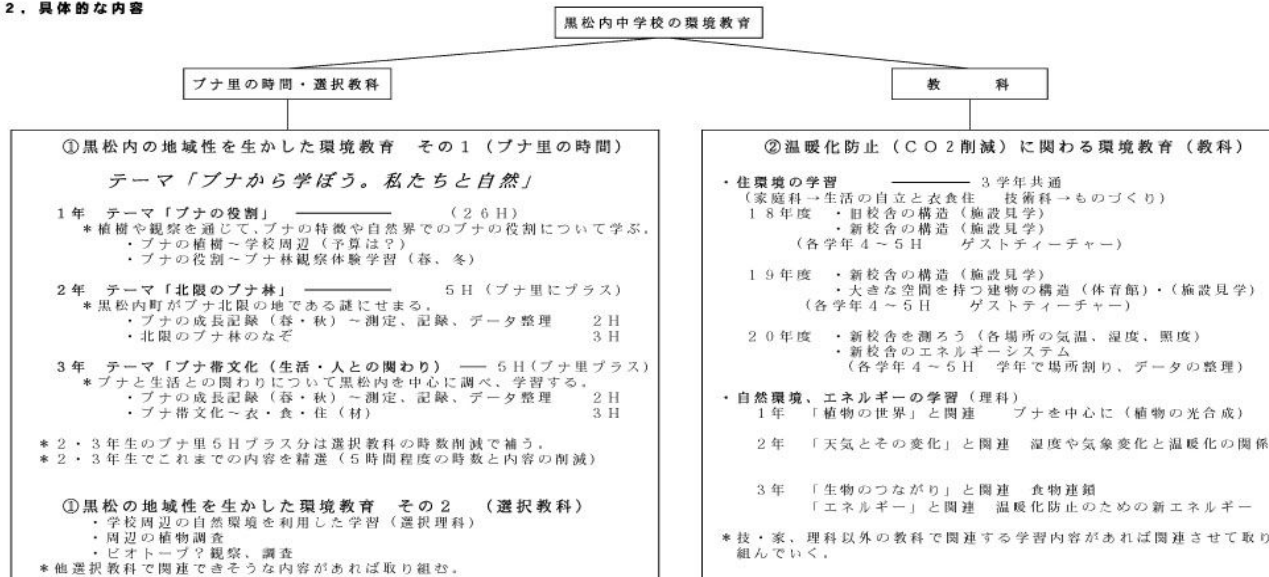 2．具体的な内容
黒松内中学校の環境教育
ブナ里の時間・選択教科
教　　科
①黒松内の地域性を生かした環境教育　その１（ブナ里の時間）
テーマ「ブナから学ぼう。私たちと自然」
１年　テーマ「ブナの役割」　（２６Ｈ）
＊植樹や観察を通じて、ブナの特徴や自然界でのブナの役割について学ぶ。
・ブナの植樹～学校周辺（予算は？）
・ブナの役割～ブナ林観察体験学習（春、冬）
２年　テーマ「北限のブナ林」　５Ｈ（ブナ里にプラス）
＊黒松内町がブナ北限の地である謎にせまる。
・ブナの成長記録（春・秋）～測定、記録、データ整理　２Ｈ
・北限のブナ林のなぞ　３Ｈ
３年　テーマ「ブナ帯文化（生活・人との関わり）　５Ｈ（ブナ里プラス）
＊ブナと生活との関わりについて黒松内を中心に調べ、学習する。
・ブナの成長記録（春・秋）～測定、記録、データ整理　２Ｈ
・ブナ帯文化～衣・食・住（材）　３Ｈ
＊２・３年生のブナ里５Ｈプラス分は選択教科の時数削減で補う。
＊２・３年生でこれまでの内容を精選（５時間程度の時数と内容の削減）
①黒松の地域性を生かした環境教育　その２　（選択教科）
・学校周辺の自然環境を利用した学習（選択理科）
・周辺の植物調査
・ビオトープ？観察、調査
＊他選択教科で関連できそうな内容があれば取り組む。
②温暖化防止（ＣＯ２削減）に関わる環境教育（教科）
・住環境の学習　３学年共通
（家庭科→生活の自立と衣食住　技術科→ものづくり）
１８年度　・旧校舎の構造（施設見学）
・新校舎の構造（施設見学）
（各学年４～５Ｈ　ゲストティーチャー）
１９年度　・新校舎の構造（施設見学）
・大きな空間を持つ建物の構造（体育館）・（施設見学）
（各学年４～５Ｈ　ゲストティーチャー）
２０年度　・新校舎を測ろう（各場所の気温、湿度、照度）
・新校舎のエネルギーシステム
（各学年４～５Ｈ　学年で場所割り、データの整理）
・自然環境、エネルギーの学習（理科）
１年　「植物の世界」と関連　ブナを中心に（植物の光合成）
２年　「天気とその変化」と関連　湿度や気象変化と温暖化の関係
３年　「生物のつながり」と関連　食物連鎖
「エネルギー」と関連　温暖化防止のための新エネルギー
＊技・家、理科以外の教科で関連する学習内容があれば関連させて取り
組んでいく。